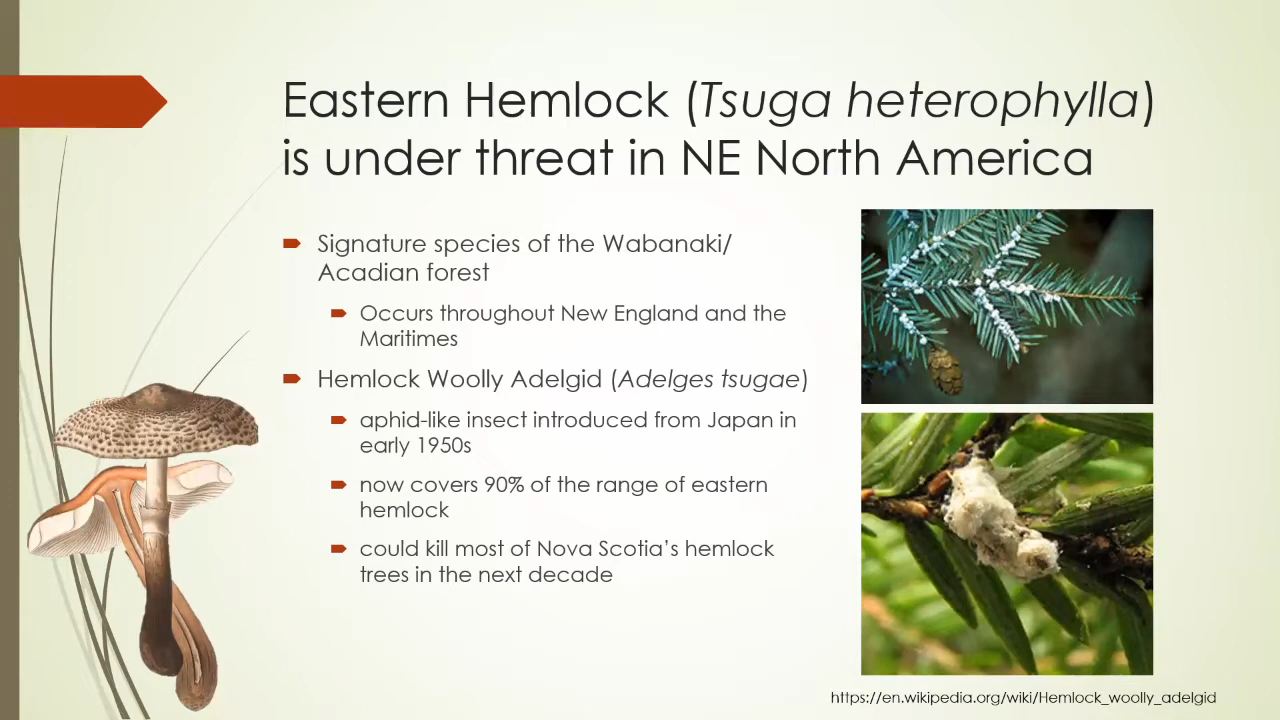 Eastern Hemlock (Tsuga heterophylla)
is under threat in NE North America
Signature species of the Wabanaki/
Acadian forest
Occurs throughout New England and the
Maritimes
Hemlock Woolly Adelgid (Adelges tsugae)
aphid-like insect introduced from Japan in
early 1950s
now covers 90% of the range of eastern
hemlock
could kill most of Nova Scotia's hemlock
trees in the next decade
https://en.wikipedia.org/wiki/Hemlock_woolly_adelgid